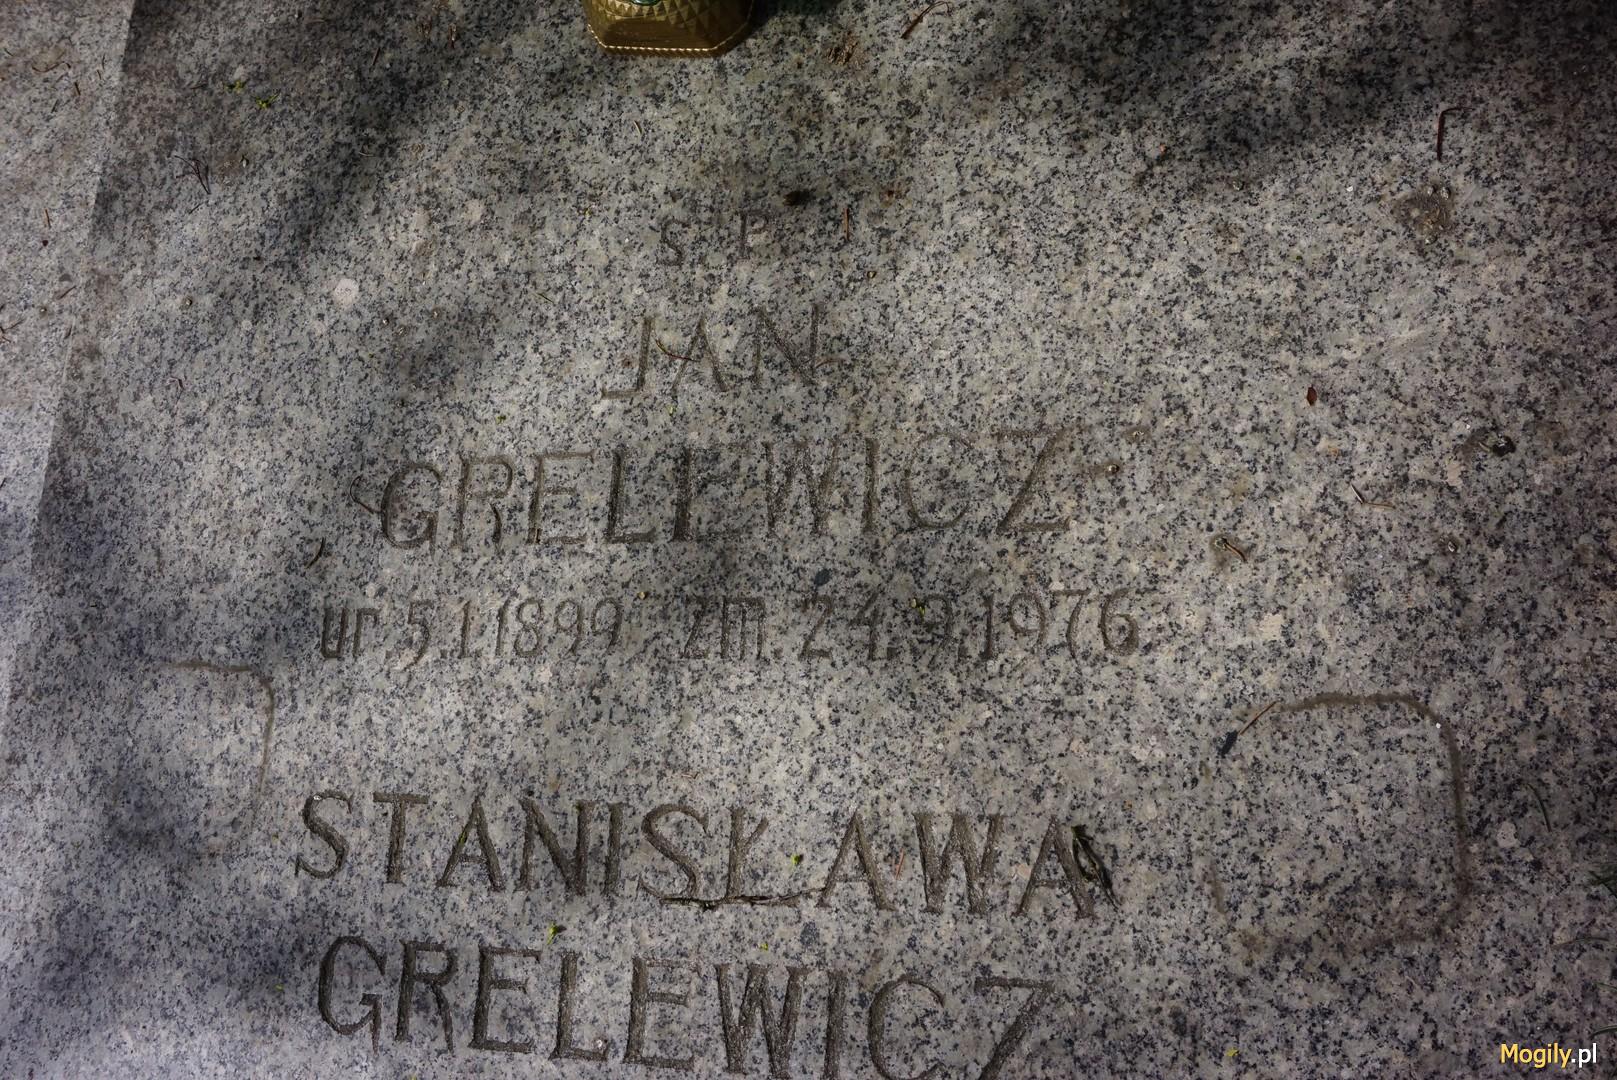 S P
JAN
GRELEWICZ
ur. 5.1.1899 zm. 24.9.1976
STANISŁAWA
GRELEWICZ
Mogily.pl